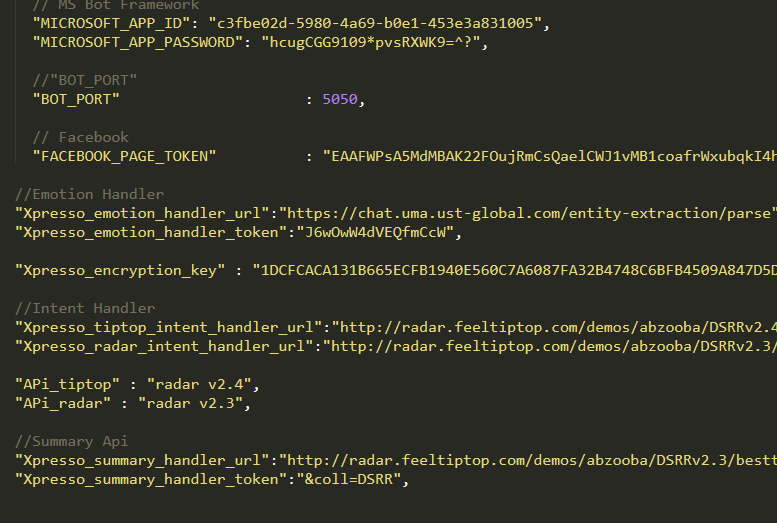 // MS Bot Framework
"MICROSOFT_APP_ID": "c3fbe02d-5980-4a69-b0e1-453e3a831005",
"MICROSOFT_APP_PASSWORD": "hcugCGG9109*pvsRXWK9=^?",
//"BOT_PORT"
"BOT_PORT" : 5050,
// Facebook
"FACEBOOK_PAGE_TOKEN" : "EAAFWPsA5MdMBAK22FOujRmCsQaelCWJ1vMB1coafrWxubqkI4h
//Emotion Handler
"Xpresso_emotion_handler_url":"https://chat.uma.ust-global.com/entity-extraction/parse"
"Xpresso_emotion_handler_token":"J6wOwW4dVEQfmCcW",
"Xpresso_encryption_key" : "1DCFCACA131B665ECFB1940E560C7A6087FA32B4748C6BFB4509A847D5D
//Intent Handler
"Xpresso_tiptop_intent_handler_url":"http://radar.feeltiptop.com/demos/abzooba/DSRRv2.4
"Xpresso_radar_intent_handler_url":"http://radar.feeltiptop.com/demos/abzooba/DSRRv2.3/
"APi_tiptop" : "radar v2.4",
"APi_radar" : "radar v2.3",
//Summary Api
"Xpresso_summary_handler_url":"http://radar.feeltiptop.com/demos/abzooba/DSRRv2.3/bestt
"Xpresso_summary_handler_token":"&coll=DSRR",